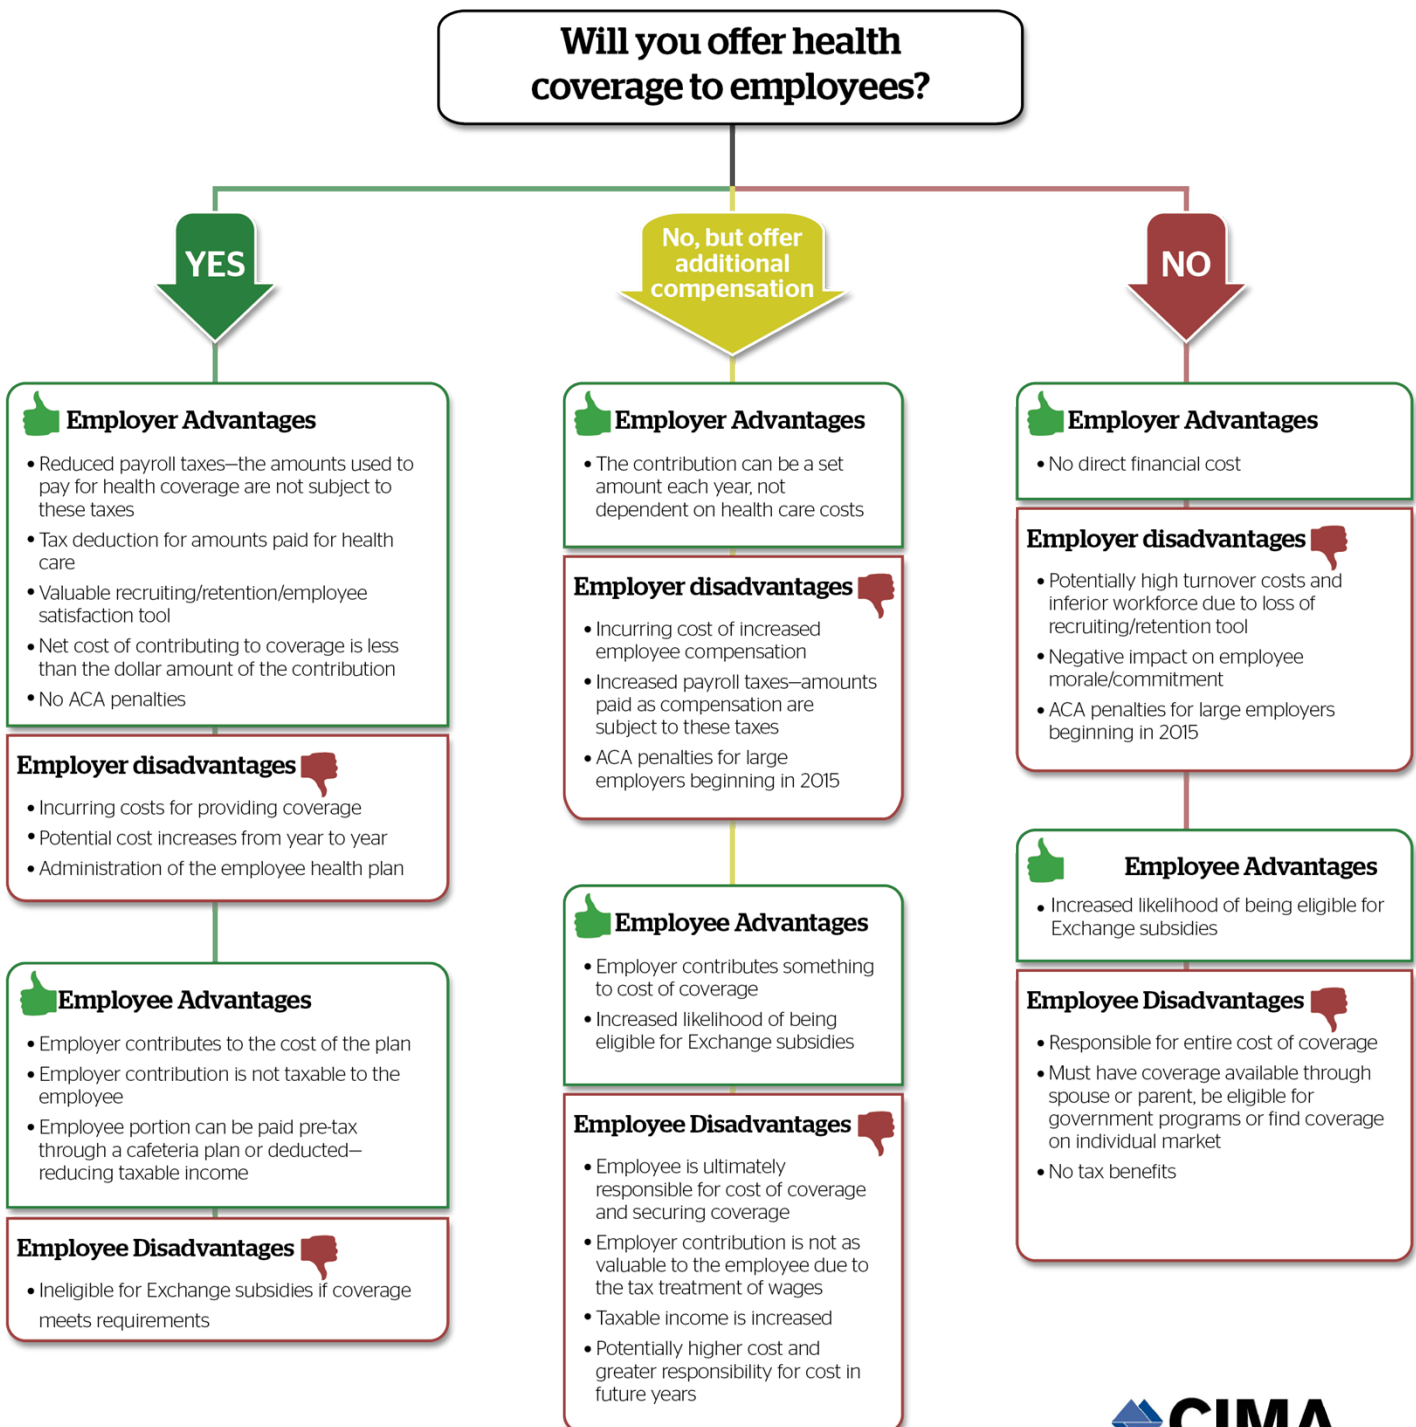 Will you offer health
coverage to employees?
YES
No, but offer
additional
compensation
NO
Employer Advantages
• Reduced payroll taxes—the amounts used to
pay for health coverage are not subject to
these taxes
• Tax deduction for amounts paid for health
care
• Valuable recruiting/retention/employee
satisfaction tool
• Net cost of contributing to coverage is less
than the dollar amount of the contribution
• No ACA penalties
Employer disadvantages
• Incurring costs for providing coverage
• Potential cost increases from year to year
• Administration of the employee health plan
Employee Advantages
• Employer contributes to the cost of the plan
• Employer contribution is not taxable to the
employee
• Employee portion can be paid pre-tax
through a cafeteria plan or deducted—
reducing taxable income
Employee Disadvantages
• Ineligible for Exchange subsidies if coverage
meets requirements
Employer Advantages
• The contribution can be a set
amount each year, not
dependent on health care costs
Employer disadvantages
• Incurring cost of increased
employee compensation
• Increased payroll taxes—amounts
paid as compensation are
subject to these taxes
• ACA penalties for large
employers beginning in 2015
Employee Advantages
• Employer contributes something
to cost of coverage
• Increased likelihood of being
eligible for Exchange subsidies
Employee Disadvantages
• Employee is ultimately
responsible for cost of coverage
and securing coverage
• Employer contribution is not as
valuable to the employee due to
the tax treatment of wages
• Taxable income is increased
• Potentially higher cost and
greater responsibility for cost in
future years
Employer Advantages
• No direct financial cost
Employer disadvantages
• Potentially high turnover costs and
inferior workforce due to loss of
recruiting/retention tool
• Negative impact on employee
morale/commitment
• ACA penalties for large employers
beginning in 2015
Employee Advantages
• Increased likelihood of being eligible for
Exchange subsidies
Employee Disadvantages
• Responsible for entire cost of coverage
• Must have coverage available through
spouse or parent, be eligible for
government programs or find coverage
on individual market
• No tax benefits
CIMA